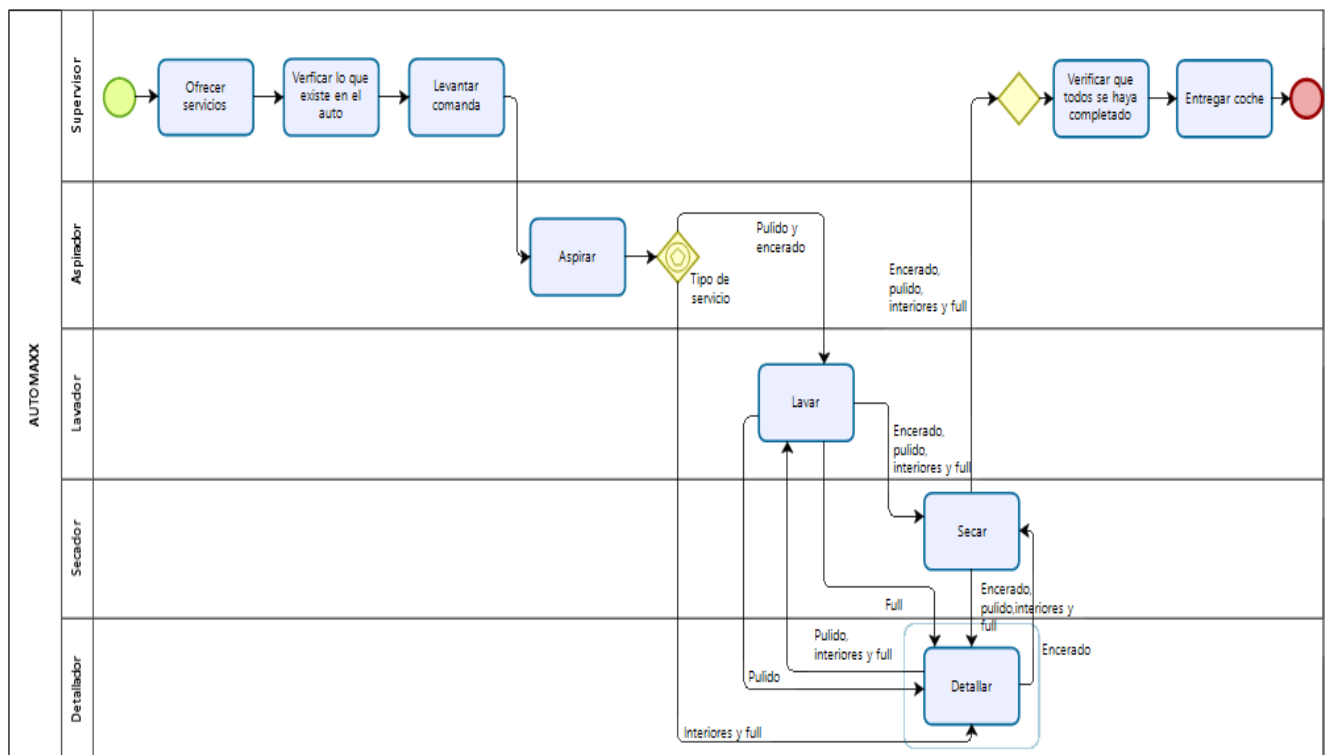 AUTOMAXX
Supervisor
Ofrecer
servicios
Verficar lo que
existe en el
auto
Levantar
comanda
Verificar que
todos se haya
completado
Entregar coche
Aspirador
Aspirar
Tipo de
servicio
Pulido y
encerado
Encerado,
pulido,
interiores y full
Lavador
Lavar
Encerado,
pulido,
interiores y full
Secador
Secar
Full
Encerado,
pulido,interiores y
full
Detallador
Pulido,
interiores y full
Pulido
Detallar
Encerado
Interiores y full